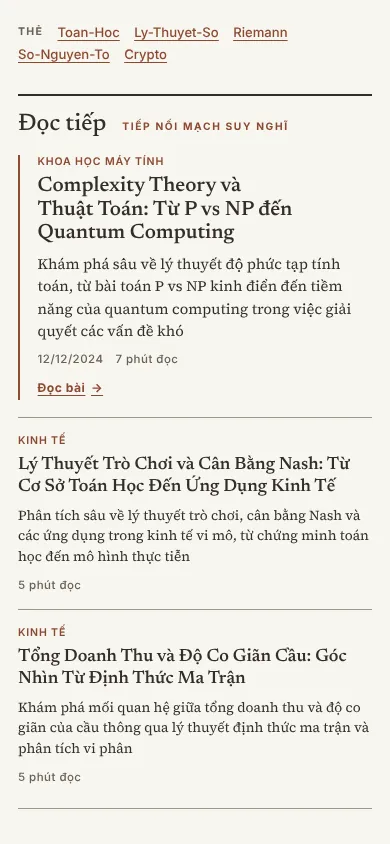 THẺ Toan-Hoc Ly-Thuyet-So Riemann
So-Nguyen-To Crypto
Đọc tiếp TIẾP NỐI MẠCH SUY NGHĨ
KHOA HỌC MÁY TÍNH
Complexity Theory và
Thuật Toán: Từ P vs NP đến
Quantum Computing
Khám phá sâu về lý thuyết độ phức tạp tính
toán, từ bài toán P vs NP kinh điển đến tiềm
năng của quantum computing trong việc giải
quyết các vấn đề khó
12/12/2024 7 phút đọc
Đọc bài →
KINH TẾ
Lý Thuyết Trò Chơi và Cân Bằng Nash: Từ
Cơ Sở Toán Học Đến Ứng Dụng Kinh Tế
Phân tích sâu về lý thuyết trò chơi, cân bằng Nash và
các ứng dụng trong kinh tế vi mô, từ chứng minh toán
học đến mô hình thực tiễn
5 phút đọc
KINH TẾ
Tổng Doanh Thu và Độ Co Giãn Cầu: Góc
Nhìn Từ Định Thức Ma Trận
Khám phá mối quan hệ giữa tổng doanh thu và độ co
giãn của cầu thông qua lý thuyết định thức ma trận và
phân tích vi phân
5 phút đọc